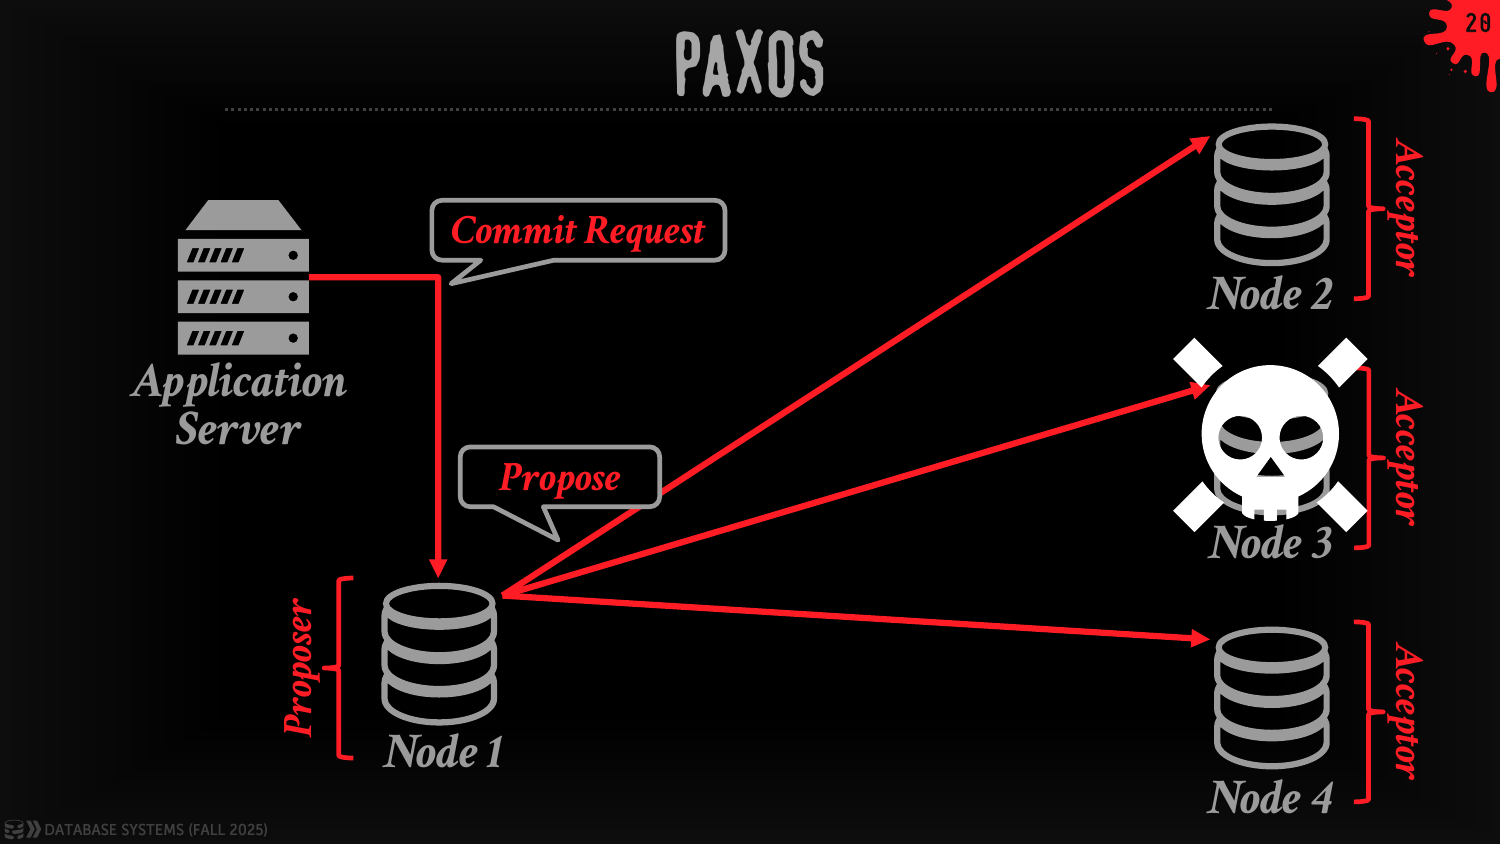 PAXOS
20
Commit Request
Application
Server
Propose
Proposer
Node 1
Node 2
Acceptor
Node 3
Acceptor
Node 4
Acceptor
DATABASE SYSTEMS (FALL 2025)